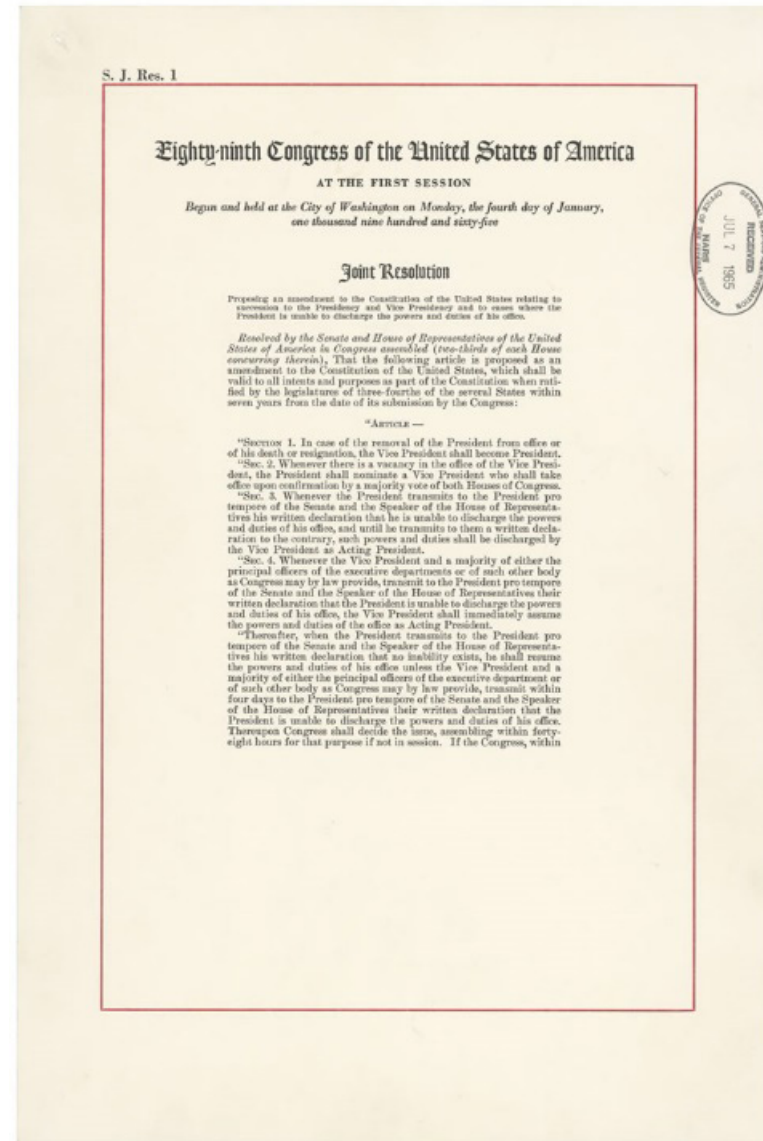 S. J. Res. 1
Eighty-ninth Congress of the United States of America
AT THE FIRST SESSION
Begun and held at the City of Washington on Monday, the fourth day of January,
one thousand nine hundred and sixty-five
Joint Resolution
Proposing an amendment to the Constitution of the United States relating to
succession to the Presidency and Vice Presidency and to cases where the
President is unable to discharge the powers and duties of his office.
Resolved by the Senate and House of Representatives of the United
States of America in Congress assembled (two-thirds of each House
concurring therein), That the following article is proposed as an
amendment to the Constitution of the United States, which shall be
valid to all intents and purposes as part of the Constitution when rati-
fied by the legislatures of three-fourths of the several States within
seven years from the date of its submission by the Congress:
"ARTICLE —
"SECTION 1. In case of the removal of the President from office or
of his death or resignation, the Vice President shall become President.
"SEC. 2. Whenever there is a vacancy in the office of the Vice Presi-
dent, the President shall nominate a Vice President who shall take
office upon confirmation by a majority vote of both Houses of Congress.
"SEC. 3. Whenever the President transmits to the President pro
tempore of the Senate and the Speaker of the House of Representa-
tives his written declaration that he is unable to discharge the powers
and duties of his office, and until he transmits to them a written decla-
ration to the contrary, such powers and duties shall be discharged by
the Vice President as Acting President.
"SEC. 4. Whenever the Vice President and a majority of either the
principal officers of the executive departments or of such other body
as Congress may by law provide, transmit to the President pro tempore
of the Senate and the Speaker of the House of Representatives their
written declaration that the President is unable to discharge the powers
and duties of his office, the Vice President shall immediately assume
the powers and duties of the office as Acting President.
"Thereafter, when the President transmits to the President pro
tempore of the Senate and the Speaker of the House of Representa-
tives his written declaration that no inability exists, he shall resume
the powers and duties of his office unless the Vice President and a
majority of either the principal officers of the executive department or
of such other body as Congress may by law provide, transmit within
four days to the President pro tempore of the Senate and the Speaker
of the House of Representatives their written declaration that the
President is unable to discharge the powers and duties of his office.
Thereupon Congress shall decide the issue, assembling within forty-
eight hours for that purpose if not in session. If the Congress, within
RECEIVED
JUL 7 1965
NARS
OFFICE OF THE FEDERAL REGISTER